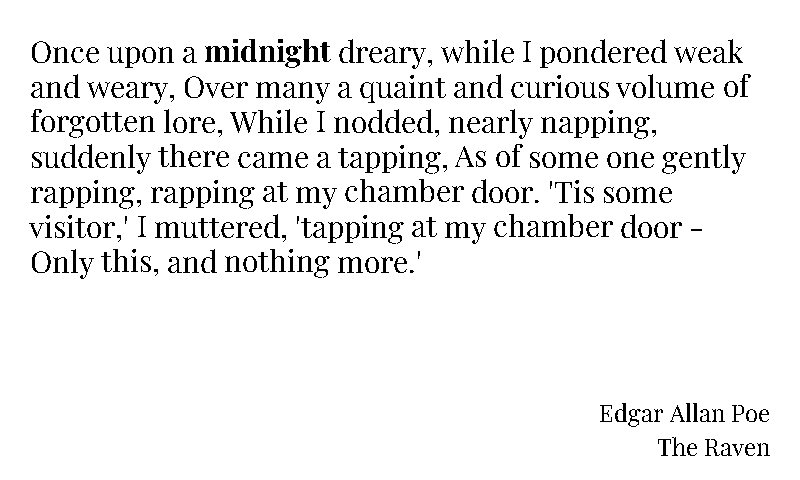 Once upon a midnight dreary, while I pondered weak
and weary, Over many a quaint and curious volume of
forgotten lore, While I nodded, nearly napping,
suddenly there came a tapping, As of some one gently
rapping, rapping at my chamber door. 'Tis some
visitor,' I muttered, 'tapping at my chamber door –
Only this, and nothing more.'
Edgar Allan Poe
The Raven